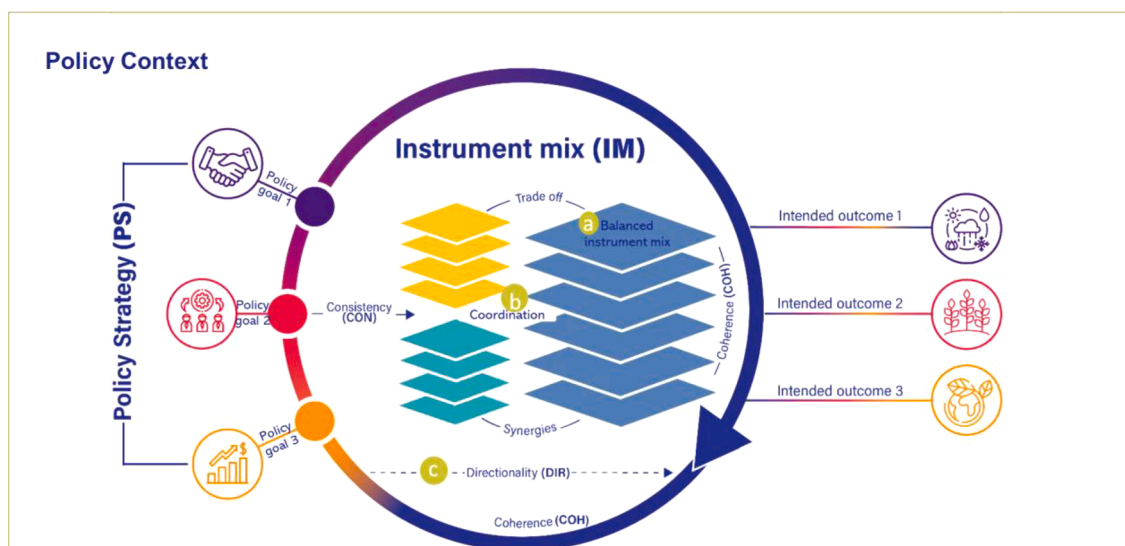 Policy Context
Instrument mix (IM)
Policy Strategy (PS)
Policy
goal 1
Policy
goal 2
Policy
goal 3
Consistency
(CON)
Trade off
a
Balanced
instrument mix
b
Coordination
Coherence (COH)
Synergies
c
Directionality (DIR)
Coherence (COH)
Intended outcome 1
Intended outcome 2
Intended outcome 3
$